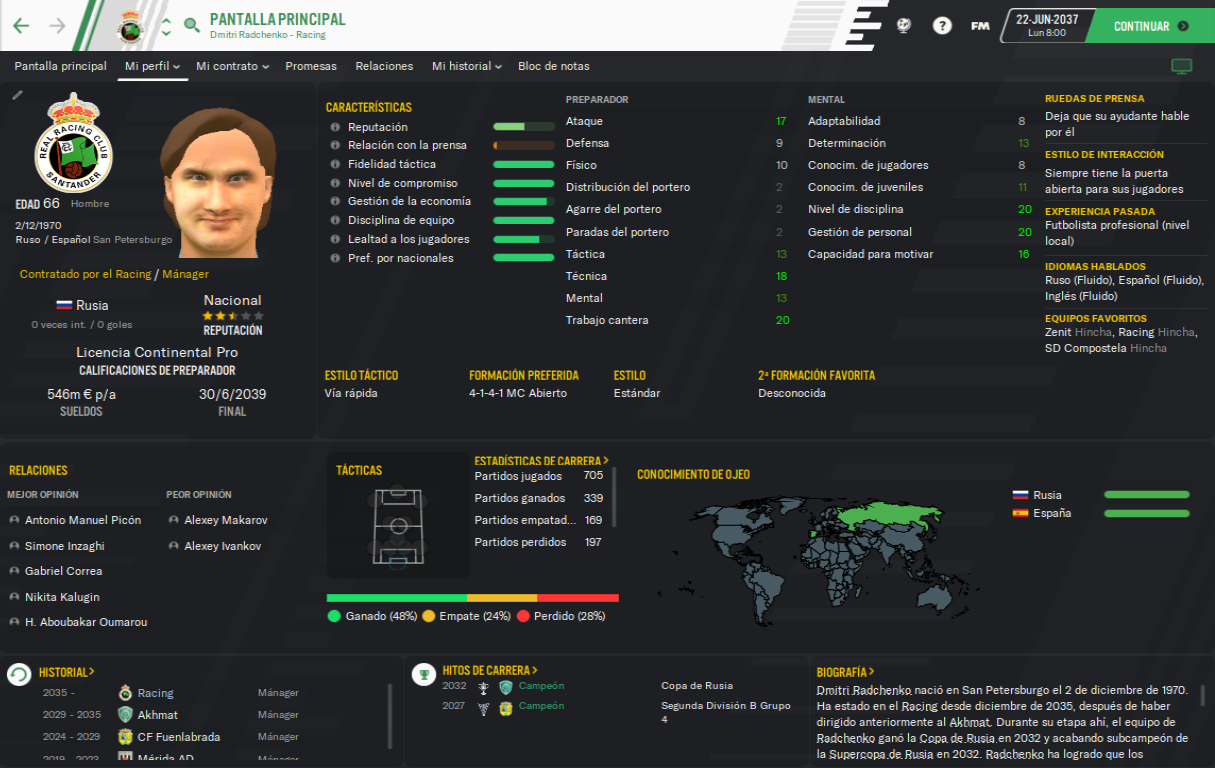 PANTALLA PRINCIPAL
Dmitri Radchenko - Racing
?
FM
22-JUN-2037
Lun 8:00
CONTINUAR
Pantalla principal
Mi perfil
Mi contrato
Promesas
Relaciones
Mi historial
Bloc de notas
REAL RACING CLUB
SANTANDER
EDAD 66 Hombre
2/12/1970
Ruso / Español San Petersburgo
Contratado por el Racing / Mánager
Rusia
0 veces int. / 0 goles
Nacional
REPUTACIÓN
Licencia Continental Pro
CALIFICACIONES DE PREPARADOR
546m € p/a
SUELDOS
30/6/2039
FINAL
CARACTERÍSTICAS
Reputación
Relación con la prensa
Fidelidad táctica
Nivel de compromiso
Gestión de la economía
Disciplina de equipo
Lealtad a los jugadores
Pref. por nacionales
PREPARADOR
Ataque 17
Defensa 9
Físico 10
Distribución del portero 2
Agarre del portero 2
Paradas del portero 2
Táctica 13
Técnica 18
Mental 13
Trabajo cantera 20
MENTAL
Adaptabilidad 8
Determinación 13
Conocim. de jugadores 8
Conocim. de juveniles 11
Nivel de disciplina 20
Gestión de personal 20
Capacidad para motivar 16
RUEDAS DE PRENSA
Deja que su ayudante hable
por él
ESTILO DE INTERACCIÓN
Siempre tiene la puerta
abierta para sus jugadores
EXPERIENCIA PASADA
Futbolista profesional (nivel
local)
IDIOMAS HABLADOS
Ruso (Fluido), Español (Fluido),
Inglés (Fluido)
EQUIPOS FAVORITOS
Zenit Hincha, Racing Hincha,
SD Compostela Hincha
ESTILO TÁCTICO
Vía rápida
FORMACIÓN PREFERIDA
4-1-4-1 MC Abierto
ESTILO
Estándar
2ª FORMACIÓN FAVORITA
Desconocida
RELACIONES
MEJOR OPINIÓN
Antonio Manuel Picón
Simone Inzaghi
Gabriel Correa
Nikita Kalugin
H. Aboubakar Oumarou
PEOR OPINIÓN
Alexey Makarov
Alexey Ivankov
TÁCTICAS
ESTADÍSTICAS DE CARRERA >
Partidos jugados 705
Partidos ganados 339
Partidos empatad... 169
Partidos perdidos 197
Ganado (48%) Empate (24%) Perdido (28%)
CONOCIMIENTO DE OJEO
Rusia
España
HISTORIAL >
2035 - Racing Mánager
2029 - 2035 Akhmat Mánager
2024 - 2029 CF Fuenlabrada Mánager
2019 - 2023 Mérida AD Mánager
HITOS DE CARRERA >
2032 Campeón Copa de Rusia
2027 Campeón Segunda División B Grupo
4
BIOGRAFÍA >
Dmitri Radchenko nació en San Petersburgo el 2 de diciembre de 1970.
Ha estado en el Racing desde diciembre de 2035, después de haber
dirigido anteriormente al Akhmat. Durante su etapa ahí, el equipo de
Radchenko ganó la Copa de Rusia en 2032 y acabando subcampeón de
la Supercopa de Rusia en 2032. Radchenko ha logrado que los